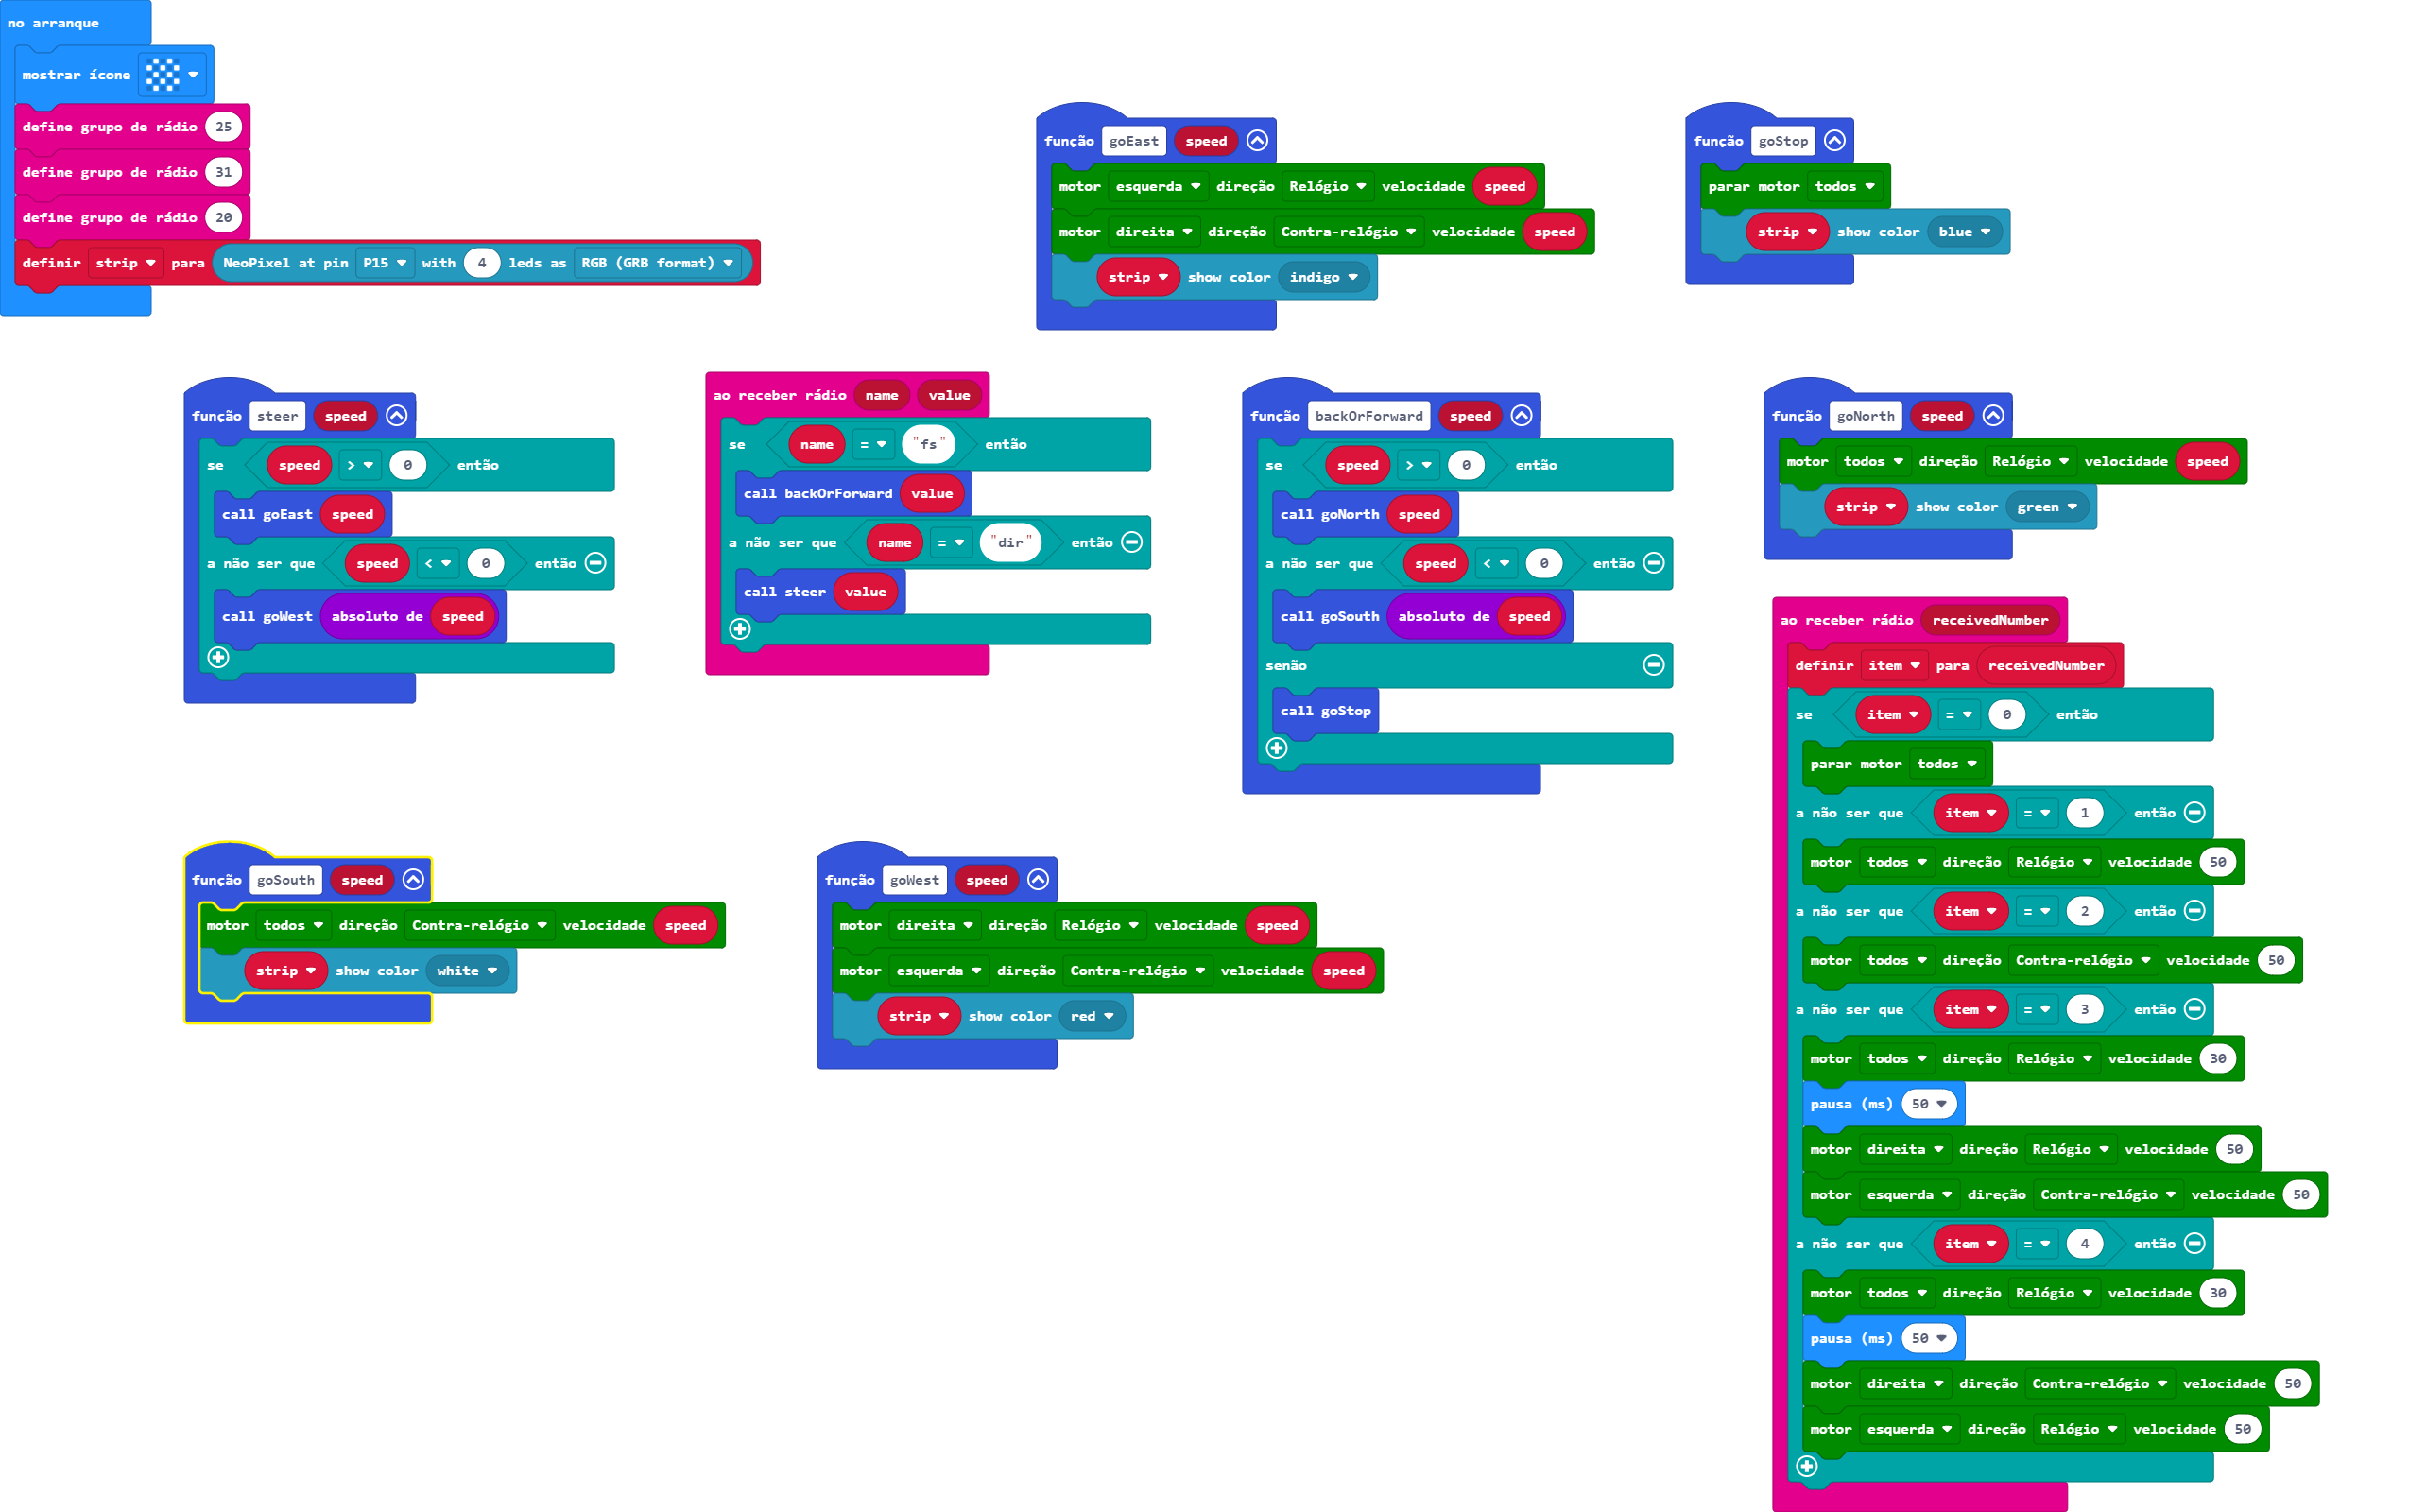 no arranque
mostrar ícone
define grupo de rádio 25
define grupo de rádio 31
define grupo de rádio 20
definir strip para NeoPixel at pin P15 with 4 leds as RGB (GRB format)
função goEast speed
motor esquerda direção Relógio velocidade speed
motor direita direção Contra-relógio velocidade speed
strip show color indigo
função goStop
parar motor todos
strip show color blue
função steer speed
se speed > 0 então
call goEast speed
a não ser que speed < 0 então
call goWest absoluto de speed
ao receber rádio name value
se name = "fs" então
call backOrForward value
a não ser que name = "dir" então
call steer value
função backOrForward speed
se speed > 0 então
call goNorth speed
a não ser que speed < 0 então
call goSouth absoluto de speed
senão
call goStop
função goNorth speed
motor todos direção Relógio velocidade speed
strip show color green
ao receber rádio receivedNumber
definir item para receivedNumber
se item = 0 então
parar motor todos
a não ser que item = 1 então
motor todos direção Relógio velocidade 50
a não ser que item = 2 então
motor todos direção Contra-relógio velocidade 50
a não ser que item = 3 então
motor todos direção Relógio velocidade 30
pausa (ms) 50
motor direita direção Relógio velocidade 50
motor esquerda direção Contra-relógio velocidade 50
a não ser que item = 4 então
motor todos direção Relógio velocidade 30
pausa (ms) 50
motor direita direção Contra-relógio velocidade 50
motor esquerda direção Relógio velocidade 50
função goSouth speed
motor todos direção Contra-relógio velocidade speed
strip show color white
função goWest speed
motor direita direção Relógio velocidade speed
motor esquerda direção Contra-relógio velocidade speed
strip show color red